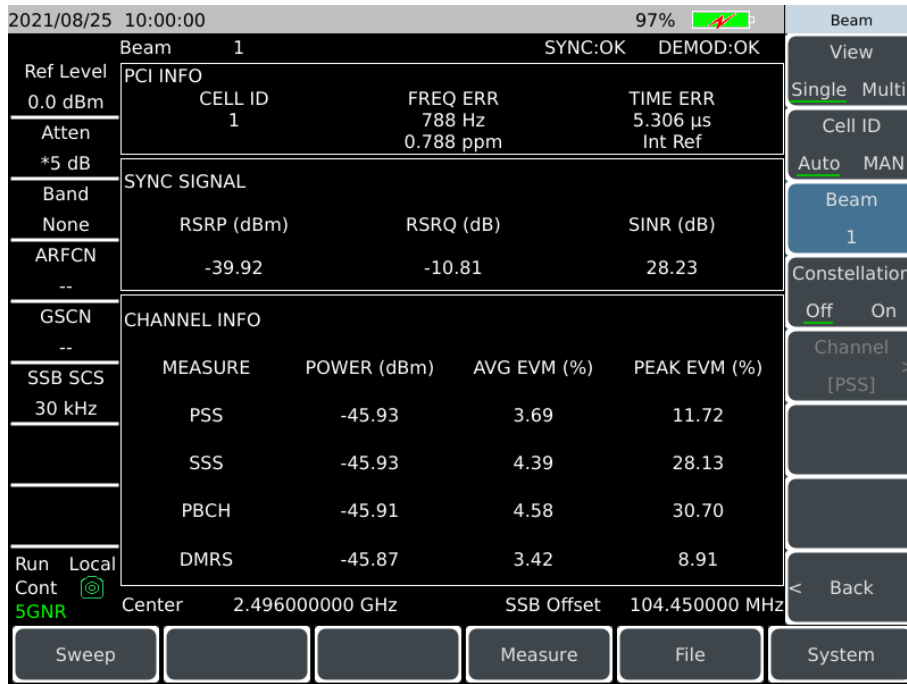 2021/08/25 10:00:00 97% Beam
Beam 1 SYNC:OK DEMOD:OK
View
Single Multi
Ref Level
0.0 dBm
PCI INFO
CELL ID FREQ ERR TIME ERR
1 788 Hz 5.306 µs
0.788 ppm Int Ref
Cell ID
Auto MAN
Atten
*5 dB
SYNC SIGNAL
Band
None
RSRP (dBm) RSRQ (dB) SINR (dB)
-39.92 -10.81 28.23
Beam
1
ARFCN
--
Constellation
Off On
GSCN
--
CHANNEL INFO
MEASURE POWER (dBm) AVG EVM (%) PEAK EVM (%)
Channel >
[PSS]
SSB SCS
30 kHz
PSS -45.93 3.69 11.72
SSS -45.93 4.39 28.13
PBCH -45.91 4.58 30.70
DMRS -45.87 3.42 8.91
Run Local
Cont
5GNR
< Back
Center 2.496000000 GHz SSB Offset 104.450000 MHz
Sweep Measure File System